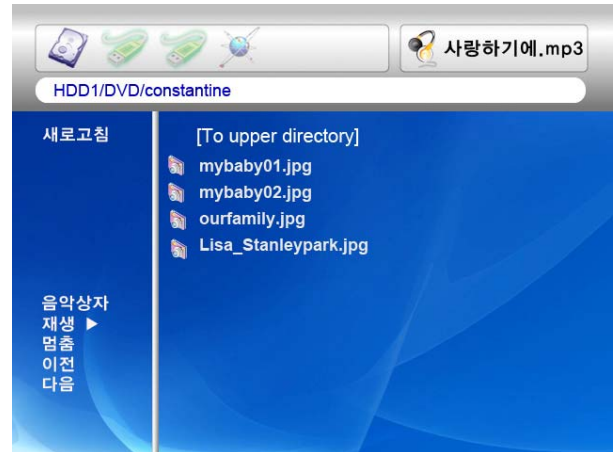 사랑하기에.mp3
HDD1/DVD/constantine
새로고침
[To upper directory]
mybaby01.jpg
mybaby02.jpg
ourfamily.jpg
Lisa_Stanleypark.jpg
음악상자
재생 ▶
멈춤
이전
다음